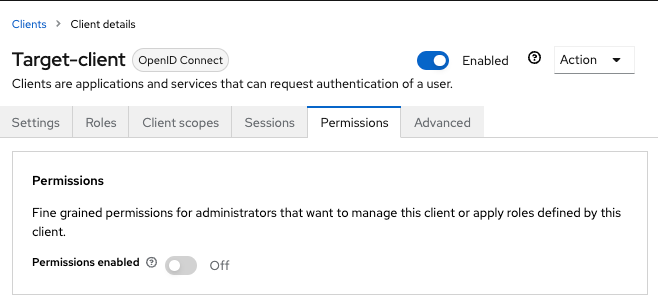 Clients > Client details
Target-client OpenID Connect Enabled Action
Clients are applications and services that can request authentication of a user.
Settings Roles Client scopes Sessions Permissions Advanced
Permissions
Fine grained permissions for administrators that want to manage this client or apply roles defined by this
client.
Permissions enabled Off